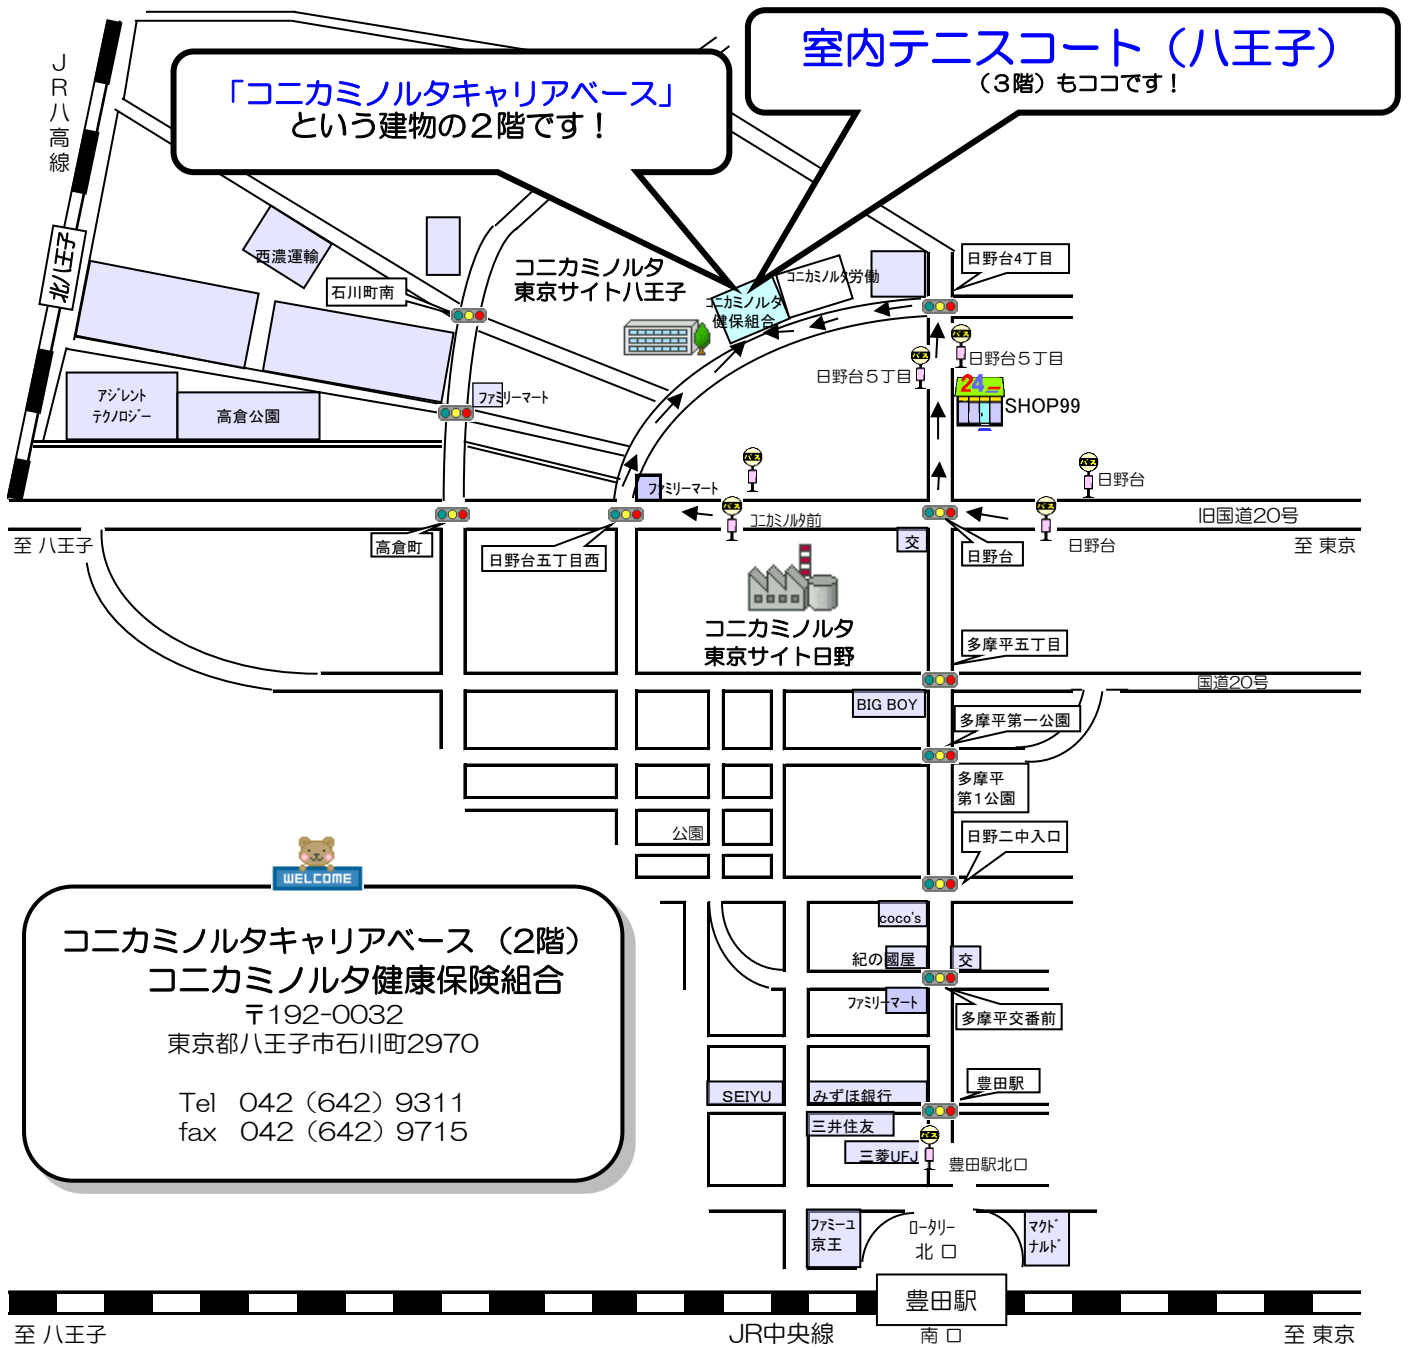 室内テニスコート（八王子）
（３階）もココです！
「コニカミノルタキャリアベース」
という建物の２階です！
ＪＲ八高線
北八王子
西濃運輸
石川町南
コニカミノルタ
東京サイト八王子
コニカミノルタ労働
コニカミノルタ
健保組合
日野台4丁目
日野台５丁目
日野台５丁目
24
SHOP99
アジレント
テクノロジー
高倉公園
ファミリーマート
ファミリーマート
バス
バス
バス
バス
バス
バス
コニカミノルタ前
日野台
日野台
旧国道20号
至 八王子
至 東京
高倉町
日野台五丁目西
交
日野台
コニカミノルタ
東京サイト日野
多摩平五丁目
国道20号
BIG BOY
多摩平第一公園
多摩平
第１公園
公園
日野二中入口
WELCOME
コニカミノルタキャリアベース （2階）
コニカミノルタ健康保険組合
〒192-0032
東京都八王子市石川町2970
Tel 042（642）9311
fax 042（642）9715
coco's
紀の國屋
交
ファミリーマート
多摩平交番前
豊田駅
SEIYU
みずほ銀行
三井住友
三菱UFJ
バス
豊田駅北口
ファミーユ
京王
ロータリー
北 口
マクド
ナルド
豊田駅
至 八王子
JR中央線
南 口
至 東京